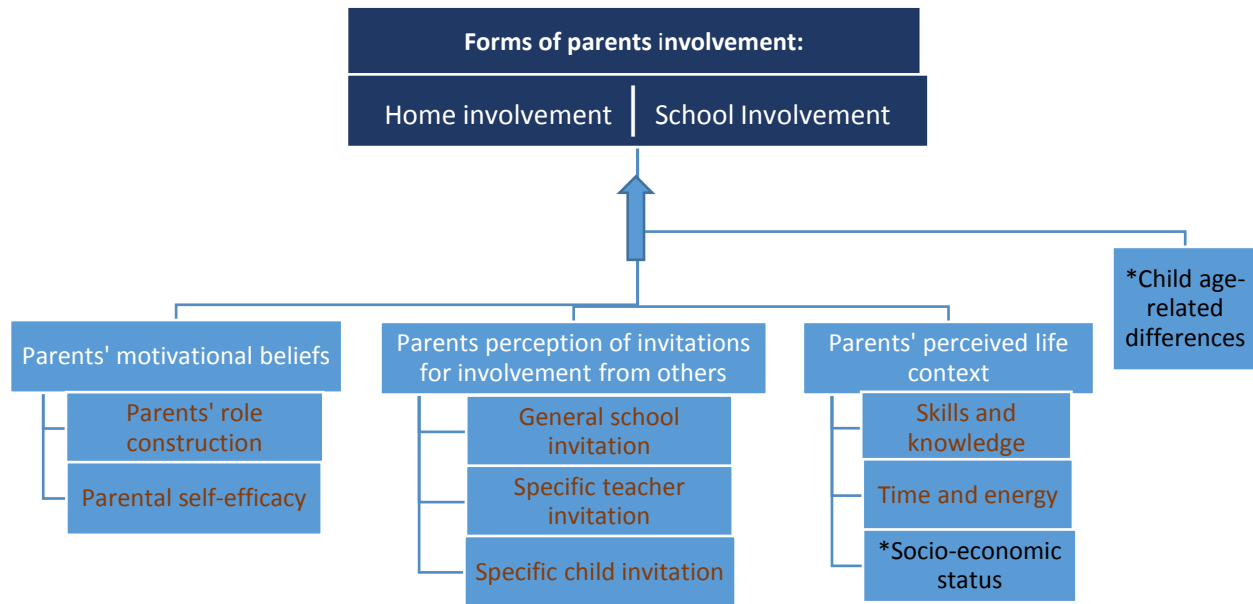 Forms of parents involvement:
Home involvement
School Involvement
*Child age-
related
differences
Parents' motivational beliefs
Parents' role
construction
Parental self-efficacy
Parents perception of invitations
for involvement from others
General school
invitation
Specific teacher
invitation
Specific child invitation
Parents' perceived life
context
Skills and
knowledge
Time and energy
*Socio-economic
status